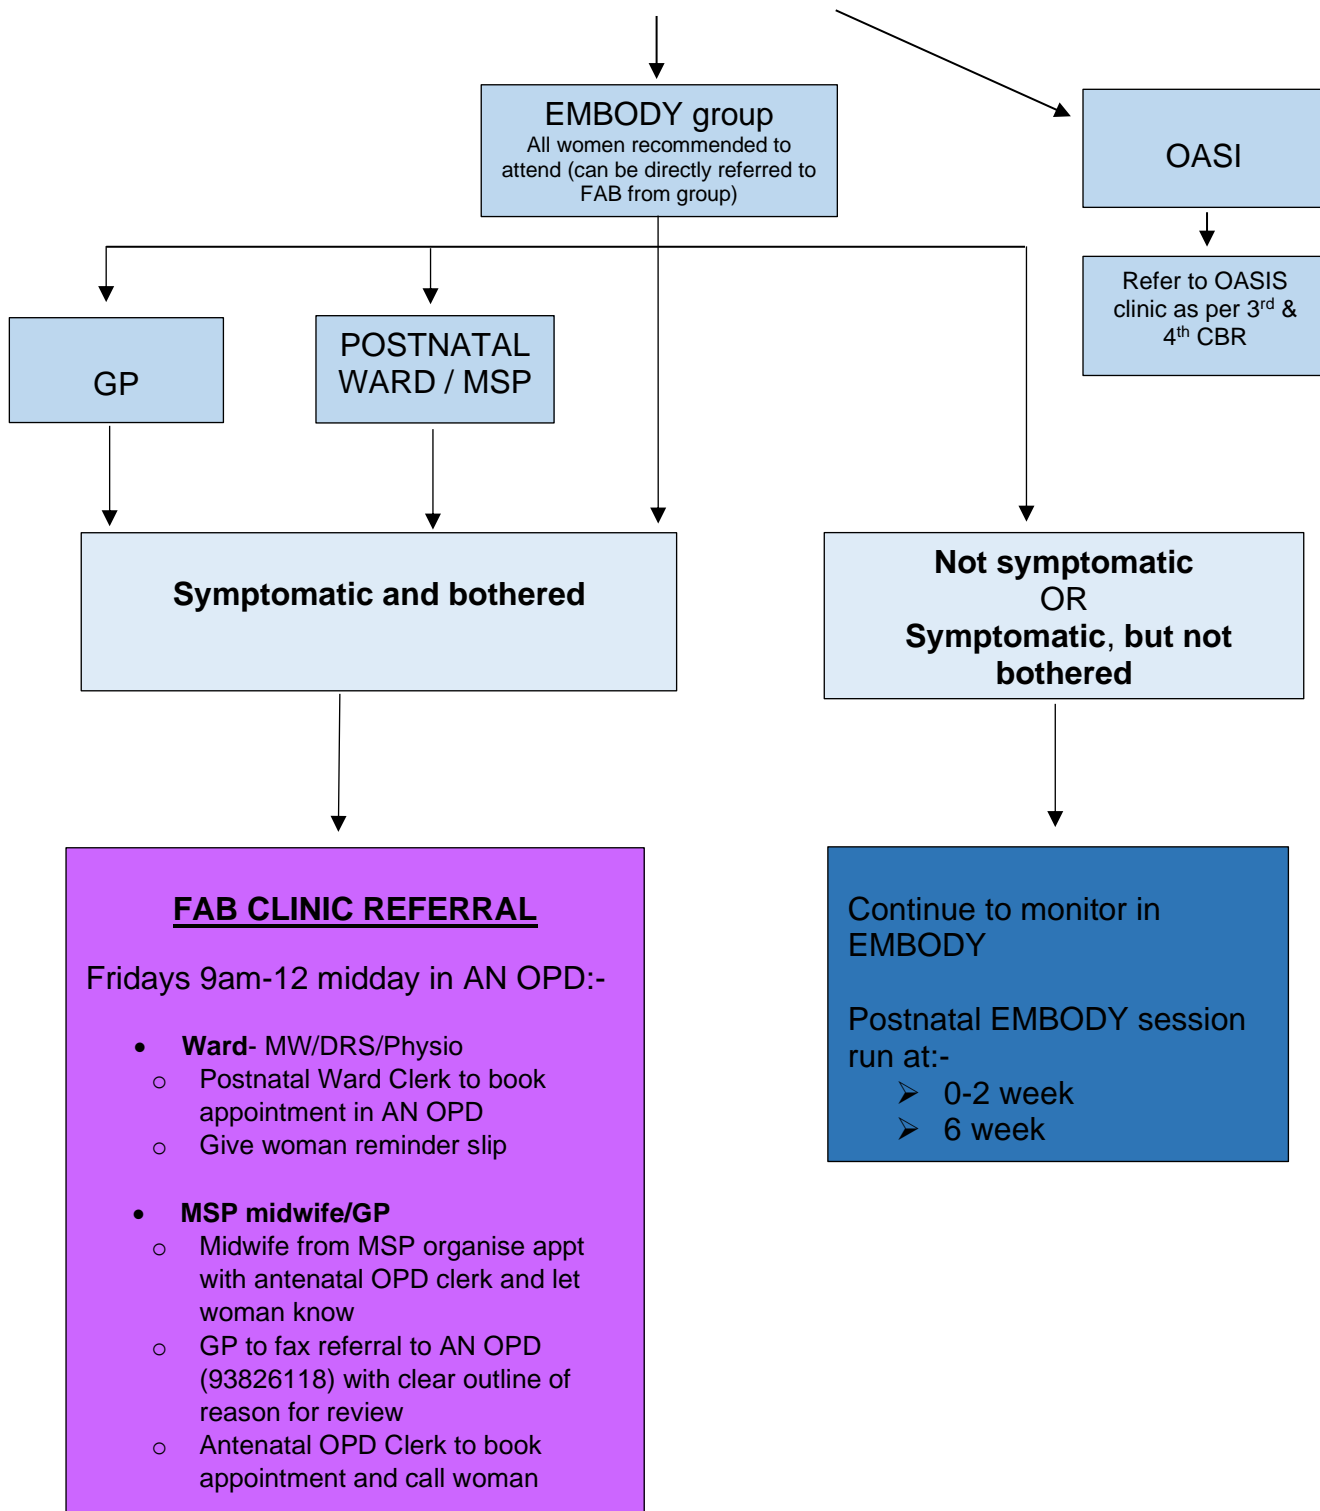 EMBODY group
All women recommended to
attend (can be directly referred to
FAB from group)
OASI
Refer to OASIS
clinic as per 3rd &
4th CBR
GP
POSTNATAL
WARD / MSP
Symptomatic and bothered
Not symptomatic
OR
Symptomatic, but not
bothered
FAB CLINIC REFERRAL
Fridays 9am-12 midday in AN OPD:-
• Ward- MW/DRS/Physio
o Postnatal Ward Clerk to book
appointment in AN OPD
o Give woman reminder slip
• MSP midwife/GP
o Midwife from MSP organise appt
with antenatal OPD clerk and let
woman know
o GP to fax referral to AN OPD
(93826118) with clear outline of
reason for review
o Antenatal OPD Clerk to book
appointment and call woman
Continue to monitor in
EMBODY
Postnatal EMBODY session
run at:-
➢ 0-2 week
➢ 6 week